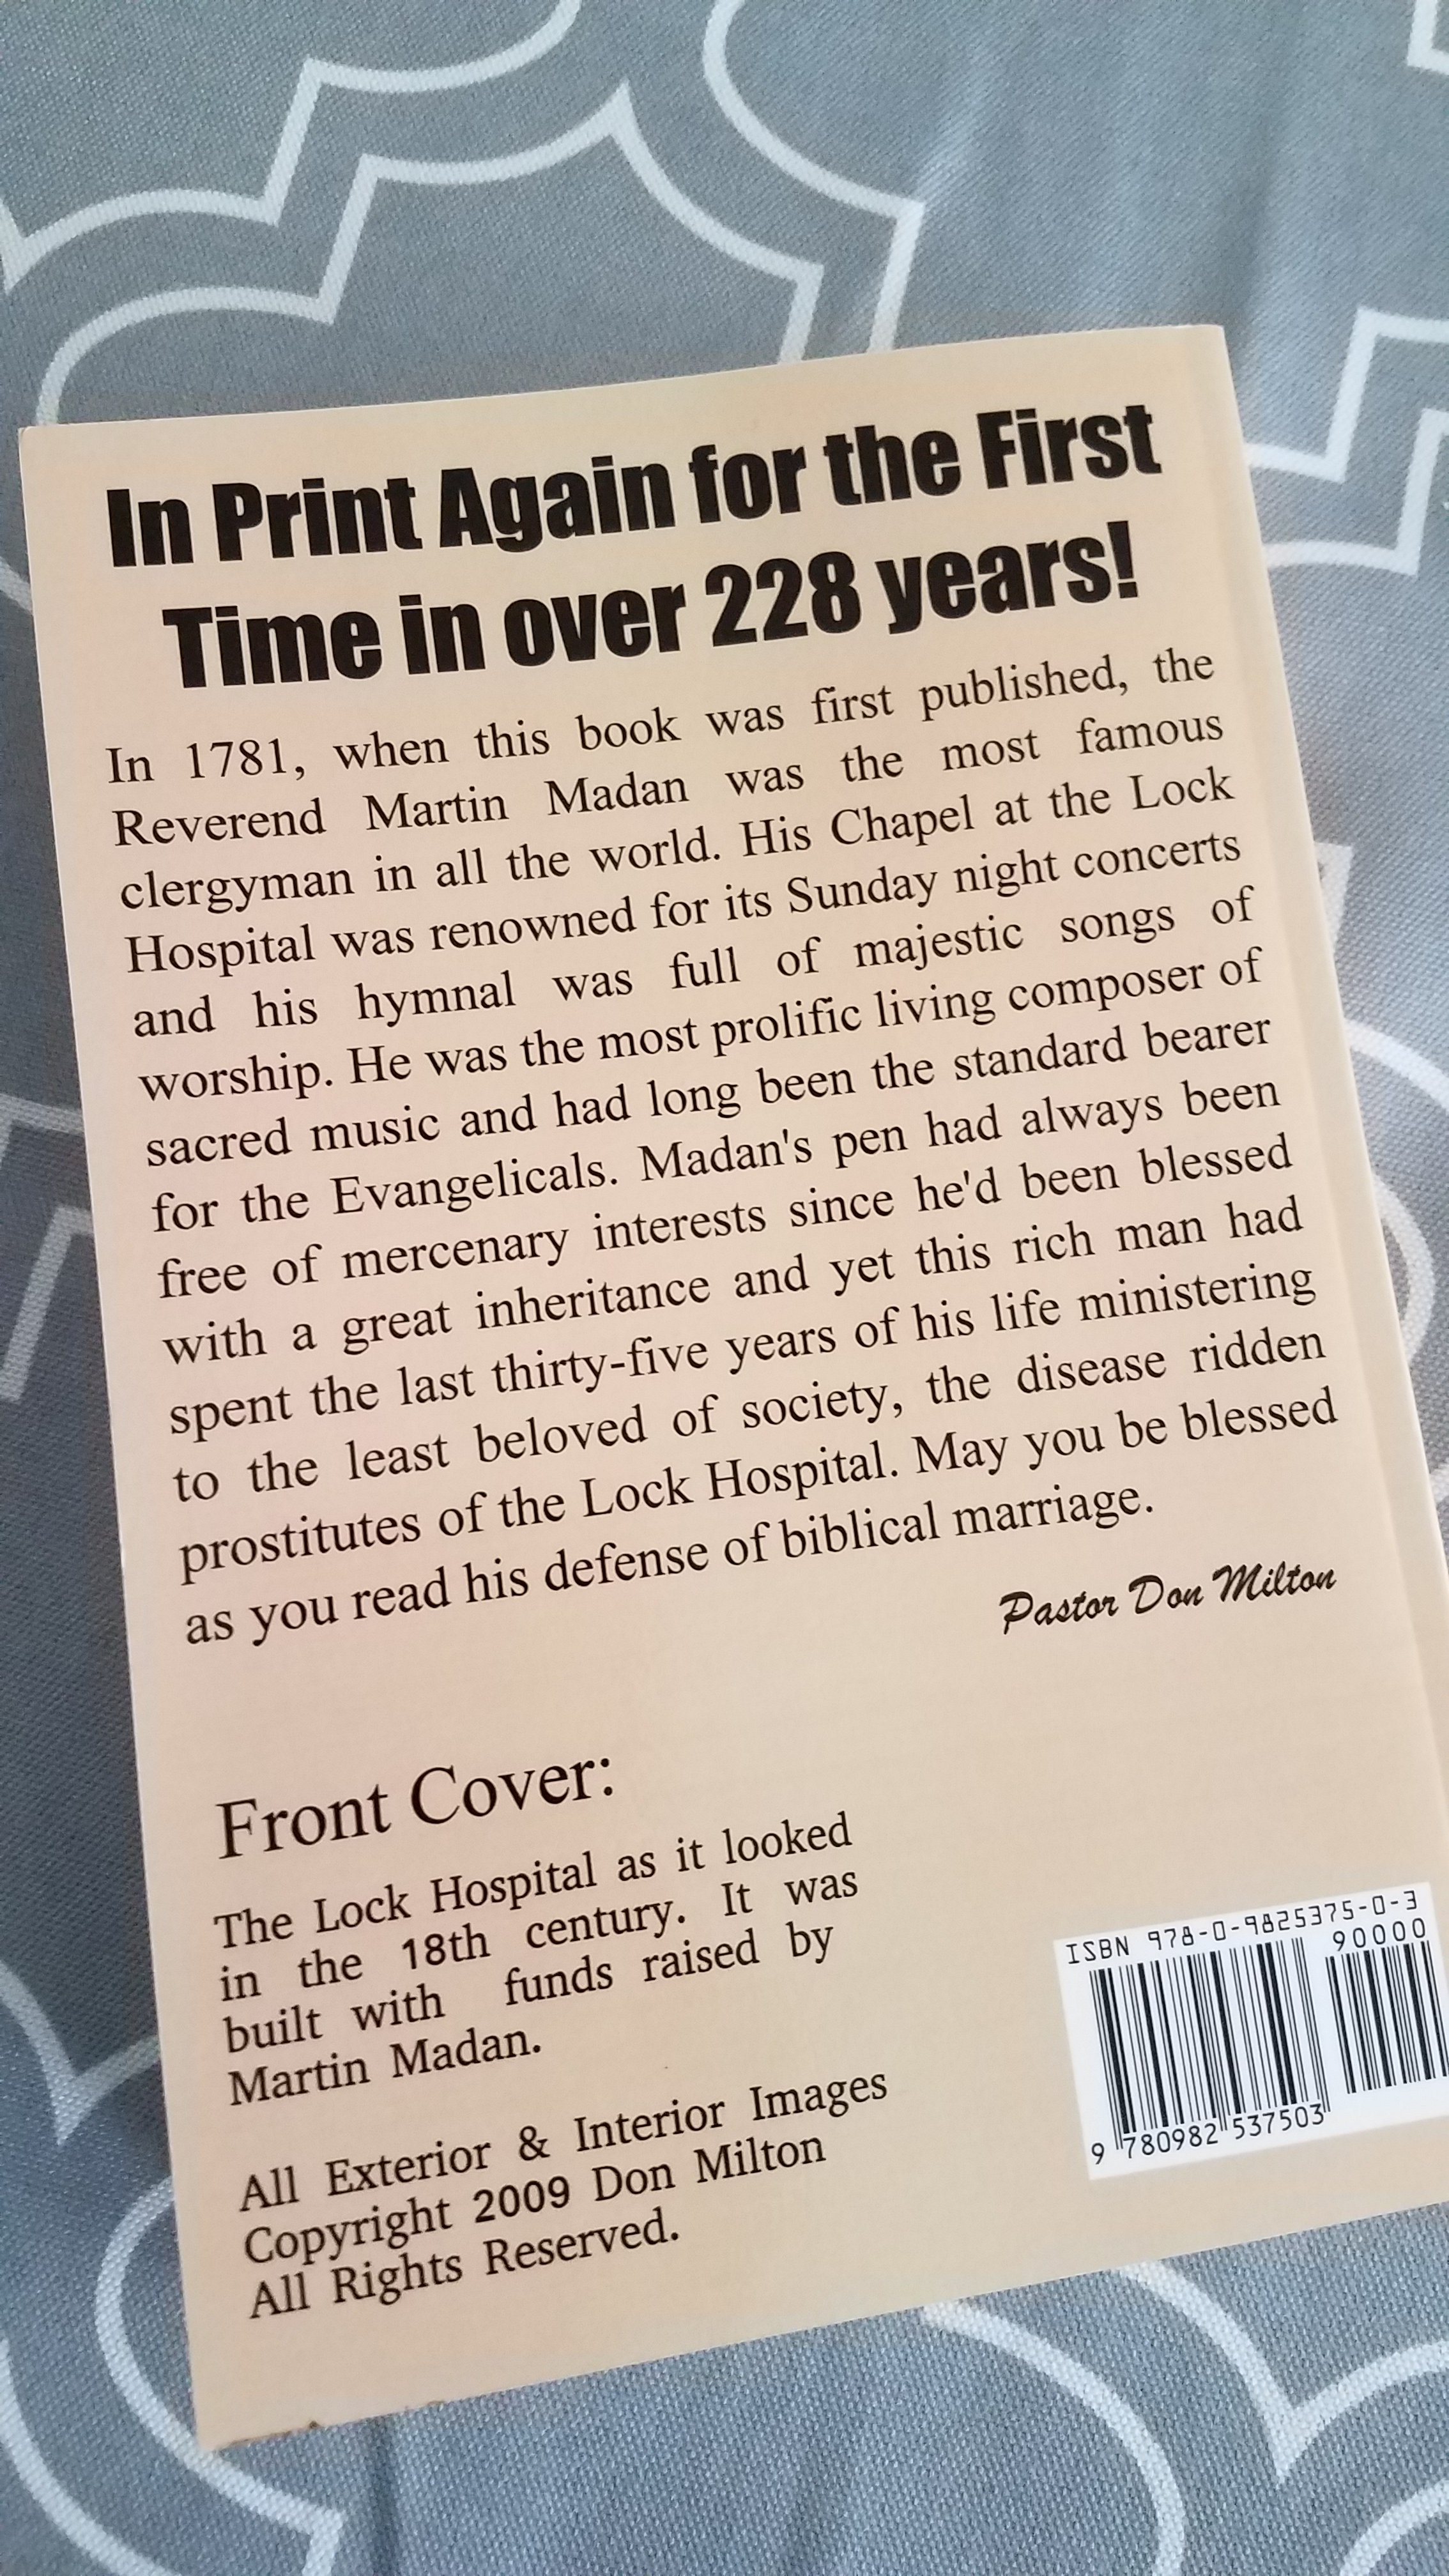 In Print Again for the First
Time in over 228 years!
In 1781, when this book was first published, the
Reverend Martin Madan was the most famous
clergyman in all the world. His Chapel at the Lock
Hospital was renowned for its Sunday night concerts
and his hymnal was full of majestic songs of
worship. He was the most prolific living composer of
sacred music and had long been the standard bearer
for the Evangelicals. Madan's pen had always been
free of mercenary interests since he'd been blessed
with a great inheritance and yet this rich man had
spent the last thirty-five years of his life ministering
to the least beloved of society, the disease ridden
prostitutes of the Lock Hospital. May you be blessed
as you read his defense of biblical marriage.
Pastor Don Milton
Front Cover:
The Lock Hospital as it looked
in the 18th century. It was
built with funds raised by
Martin Madan.
All Exterior & Interior Images
Copyright 2009 Don Milton
All Rights Reserved.
ISBN 978-0-9825375-0-3
90000
9 780982 537503